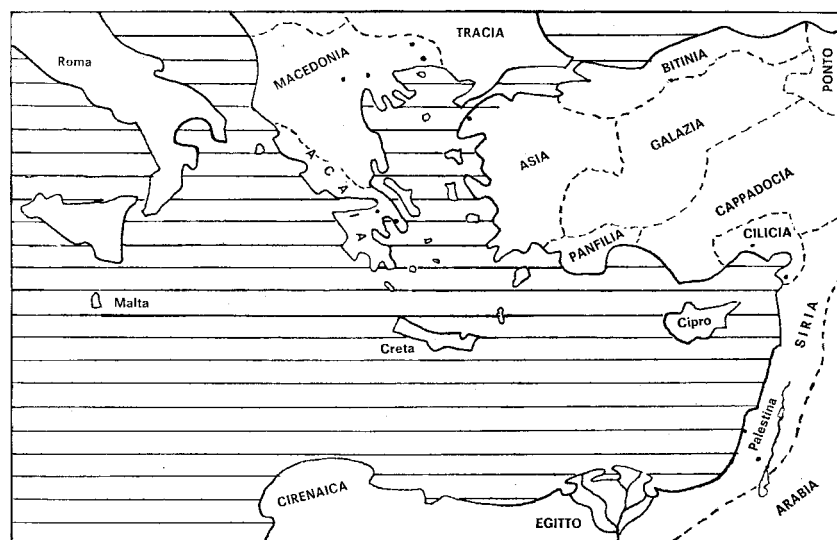 TRACIA
Roma
MACEDONIA
BITINIA
PONTO
ASIA
GALAZIA
ACAIA
CAPPADOCIA
CILICIA
PANFILIA
Malta
Cipro
SIRIA
Creta
Palestina
CIRENAICA
EGITTO
ARABIA